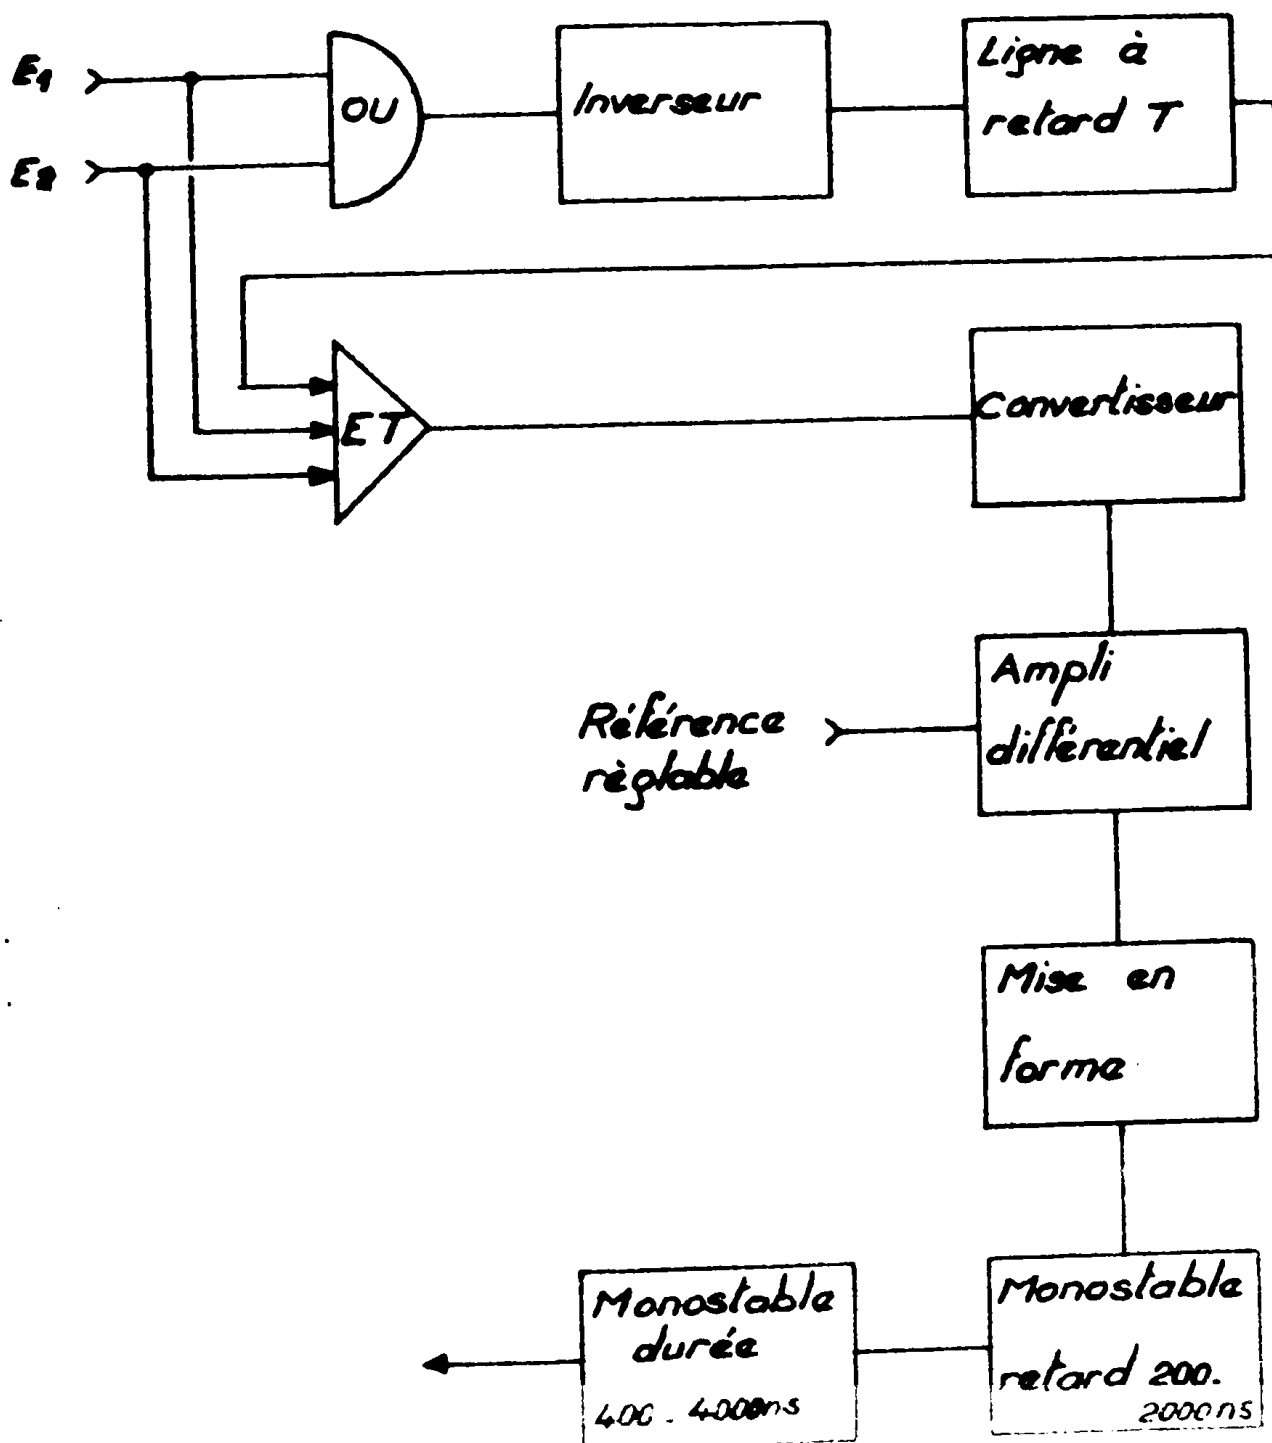 E1
OU
Inverseur
Ligne à
retard T
E2
ET
Convertisseur
Ampli
différentiel
Référence
règlable
Mise en
forme
Monostable
durée
400 - 4000ns
Monostable
retard 200.
2000ns